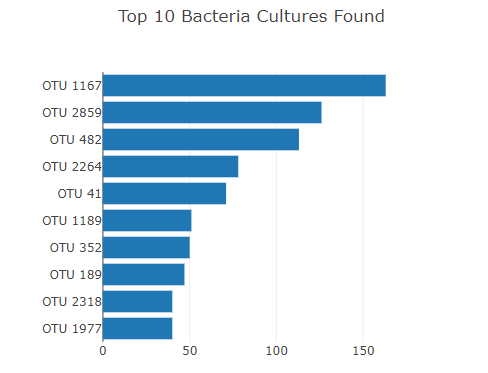 Top 10 Bacteria Cultures Found
OTU 1167
OTU 2859
OTU 482
OTU 2264
OTU 41
OTU 1189
OTU 352
OTU 189
OTU 2318
OTU 1977
0 50 100 150